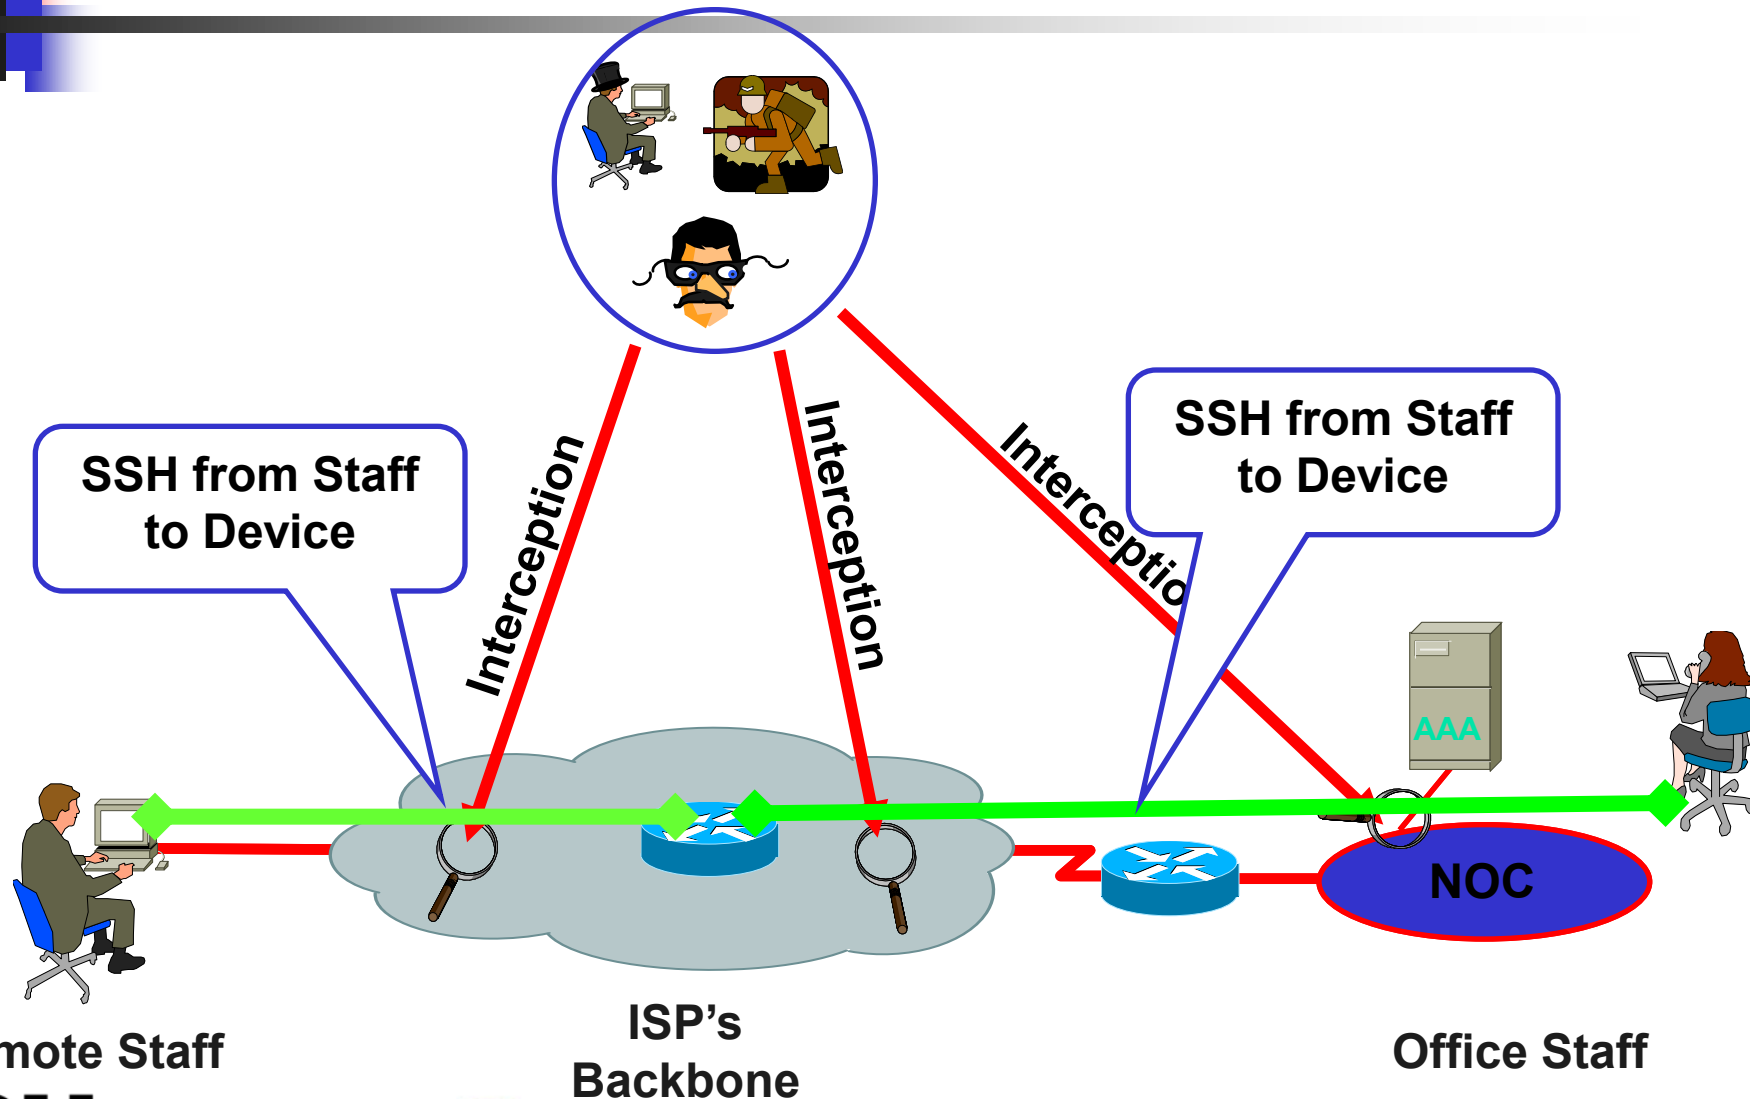 SSH from Staff
to Device
Interception
Interception
Interceptio
SSH from Staff
to Device
AAA
NOC
mote Staff
ISP’s
Backbone
Office Staff